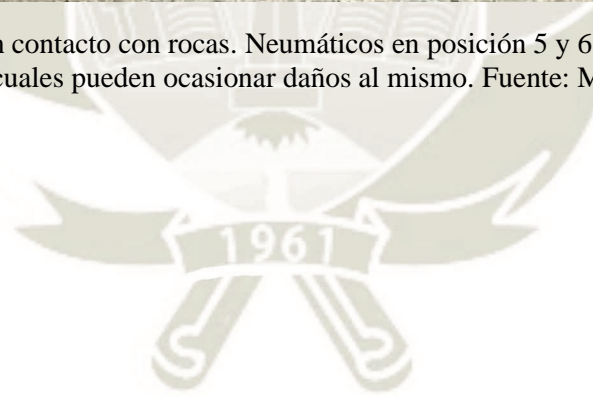 contacto con rocas. Neumáticos en posición 5 y 6
cuales pueden ocasionar daños al mismo. Fuente:
1961